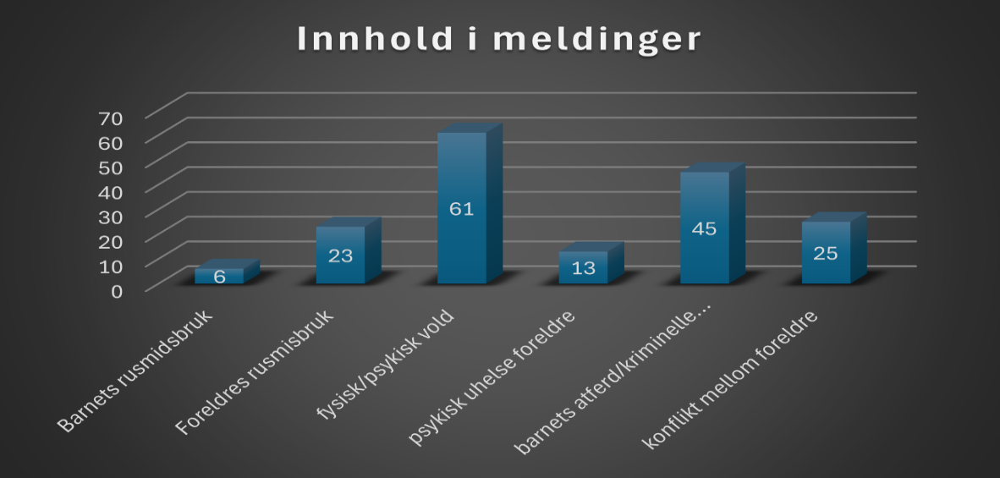 Innhold i meldinger
70
60
50
40
30
20
10
0
6
23
61
13
45
25
Barnets rusmidsbruk
Foreldres rusmisbruk
fysisk/psykisk vold
psykisk uhelse foreldre
barnets atferd/kriminelle...
konflikt mellom foreldre